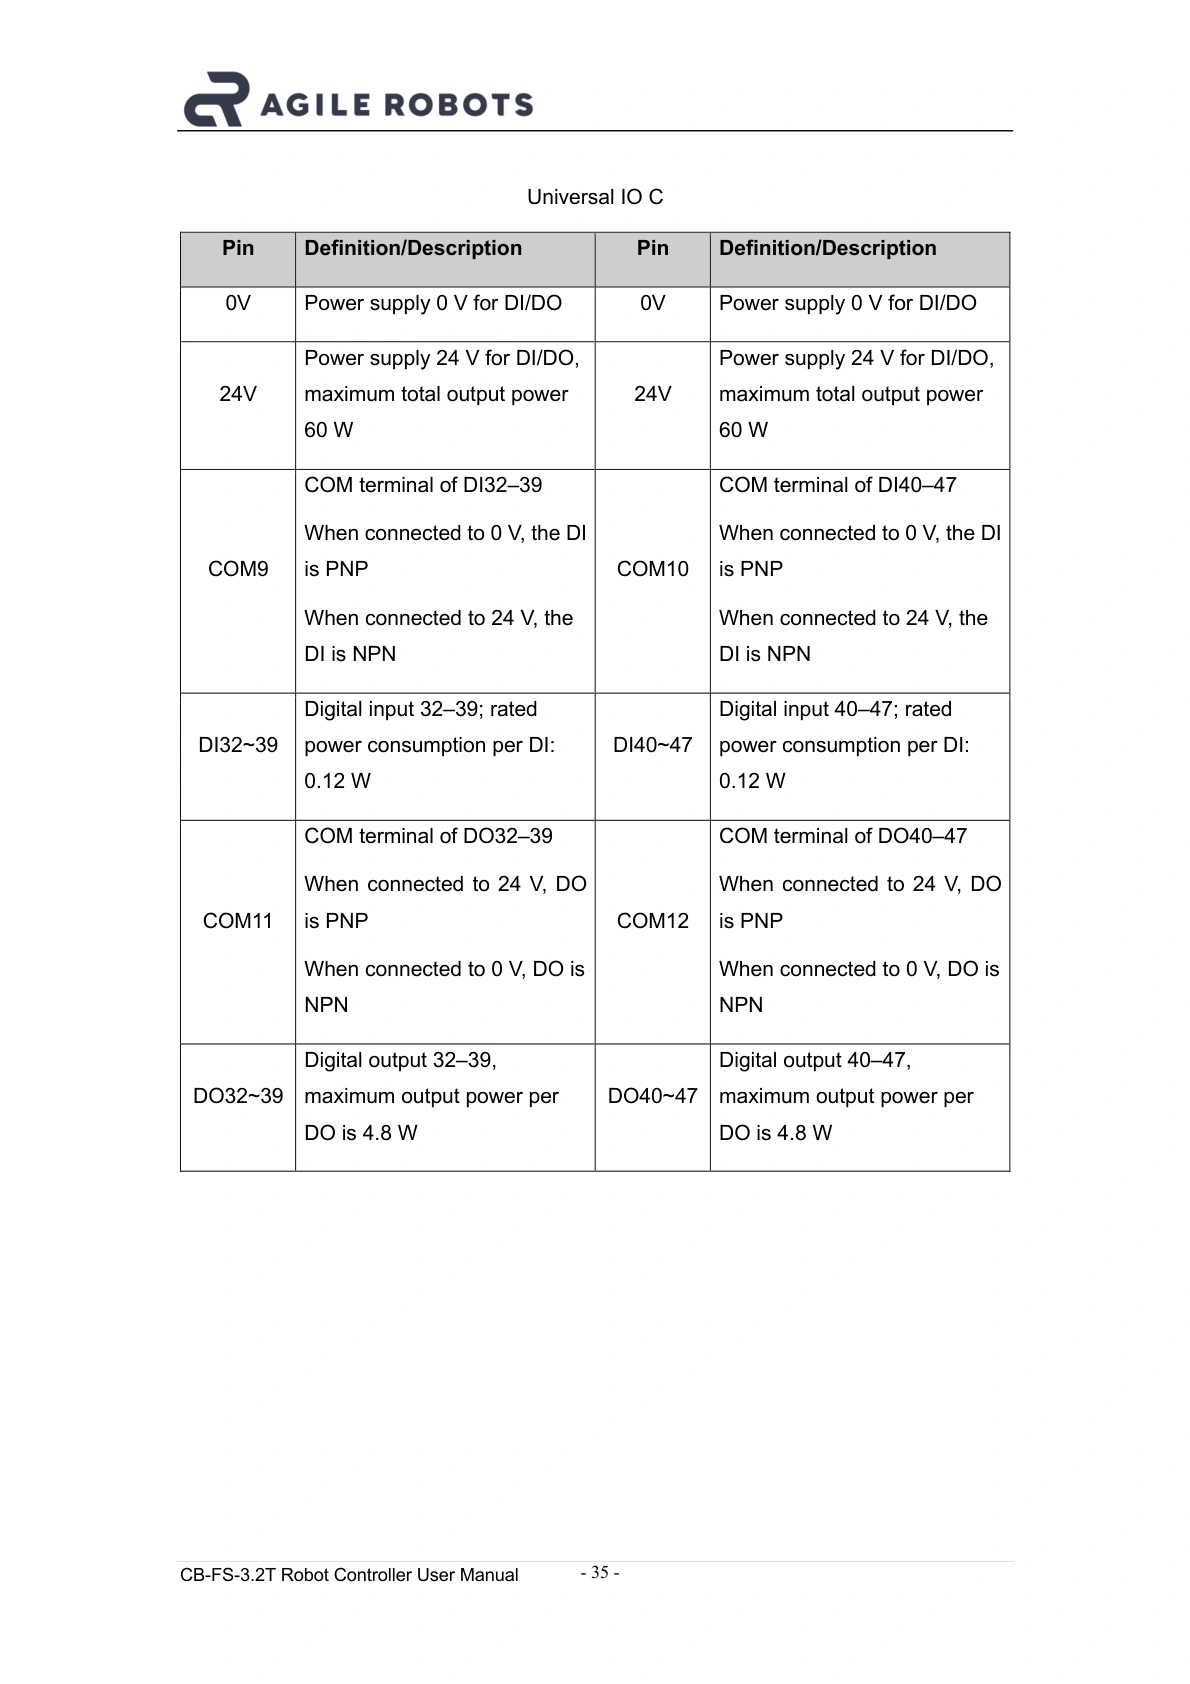 AGILE ROBOTS
Universal IO C
Pin Definition/Description Pin Definition/Description
0V Power supply 0 V for DI/DO 0V Power supply 0 V for DI/DO
24V
Power supply 24 V for DI/DO,
maximum total output power
60 W
24V
Power supply 24 V for DI/DO,
maximum total output power
60 W
COM9
COM terminal of DI32–39
When connected to 0 V, the DI
is PNP
When connected to 24 V, the
DI is NPN
COM10
COM terminal of DI40–47
When connected to 0 V, the DI
is PNP
When connected to 24 V, the
DI is NPN
DI32~39
Digital input 32–39; rated
power consumption per DI:
0.12 W
DI40~47
Digital input 40–47; rated
power consumption per DI:
0.12 W
COM11
COM terminal of DO32–39
When connected to 24 V, DO
is PNP
When connected to 0 V, DO is
NPN
COM12
COM terminal of DO40–47
When connected to 24 V, DO
is PNP
When connected to 0 V, DO is
NPN
DO32~39
Digital output 32–39,
maximum output power per
DO is 4.8 W
DO40~47
Digital output 40–47,
maximum output power per
DO is 4.8 W
CB-FS-3.2T Robot Controller User Manual - 35 -